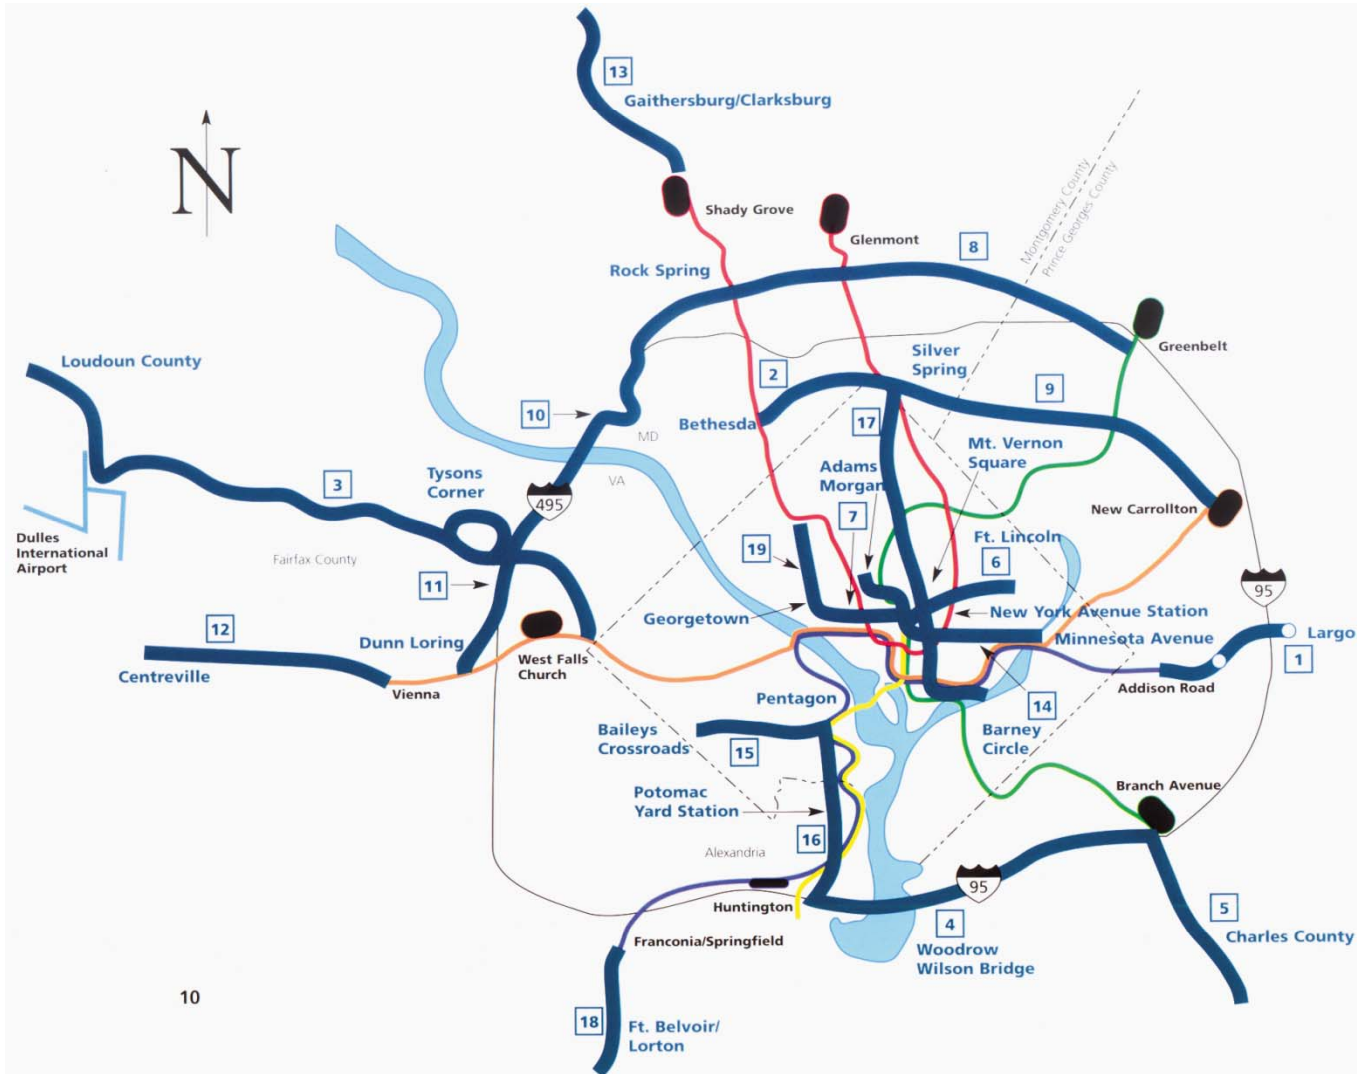 13
Gaithersburg/Clarksburg
N
Shady Grove
Glenmont
Montgomery County
Prince Georges County
8
Rock Spring
Greenbelt
Loudoun County
Silver
Spring
2
9
10
17
Bethesda
MD
VA
Mt. Vernon
Square
Adams
Morgan
Tysons
Corner
3
495
7
New Carrollton
Dulles
International
Airport
Fairfax County
19
Ft. Lincoln
6
11
95
Georgetown
New York Avenue Station
12
Dunn Loring
Minnesota Avenue
Largo
1
West Falls
Church
Centreville
Vienna
Addison Road
Pentagon
14
Baileys
Crossroads
15
Barney
Circle
Potomac
Yard Station
Branch Avenue
16
Alexandria
95
Huntington
5
4
Charles County
Franconia/Springfield
Woodrow
Wilson Bridge
10
18
Ft. Belvoir/
Lorton